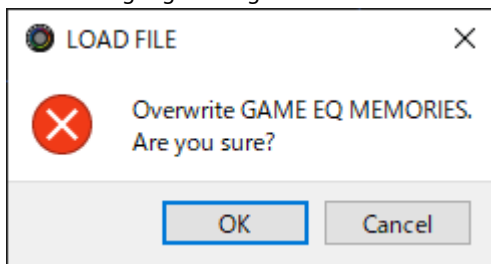 LOAD FILE
Overwrite GAME EQ MEMORIES.
Are you sure?
OK
Cancel